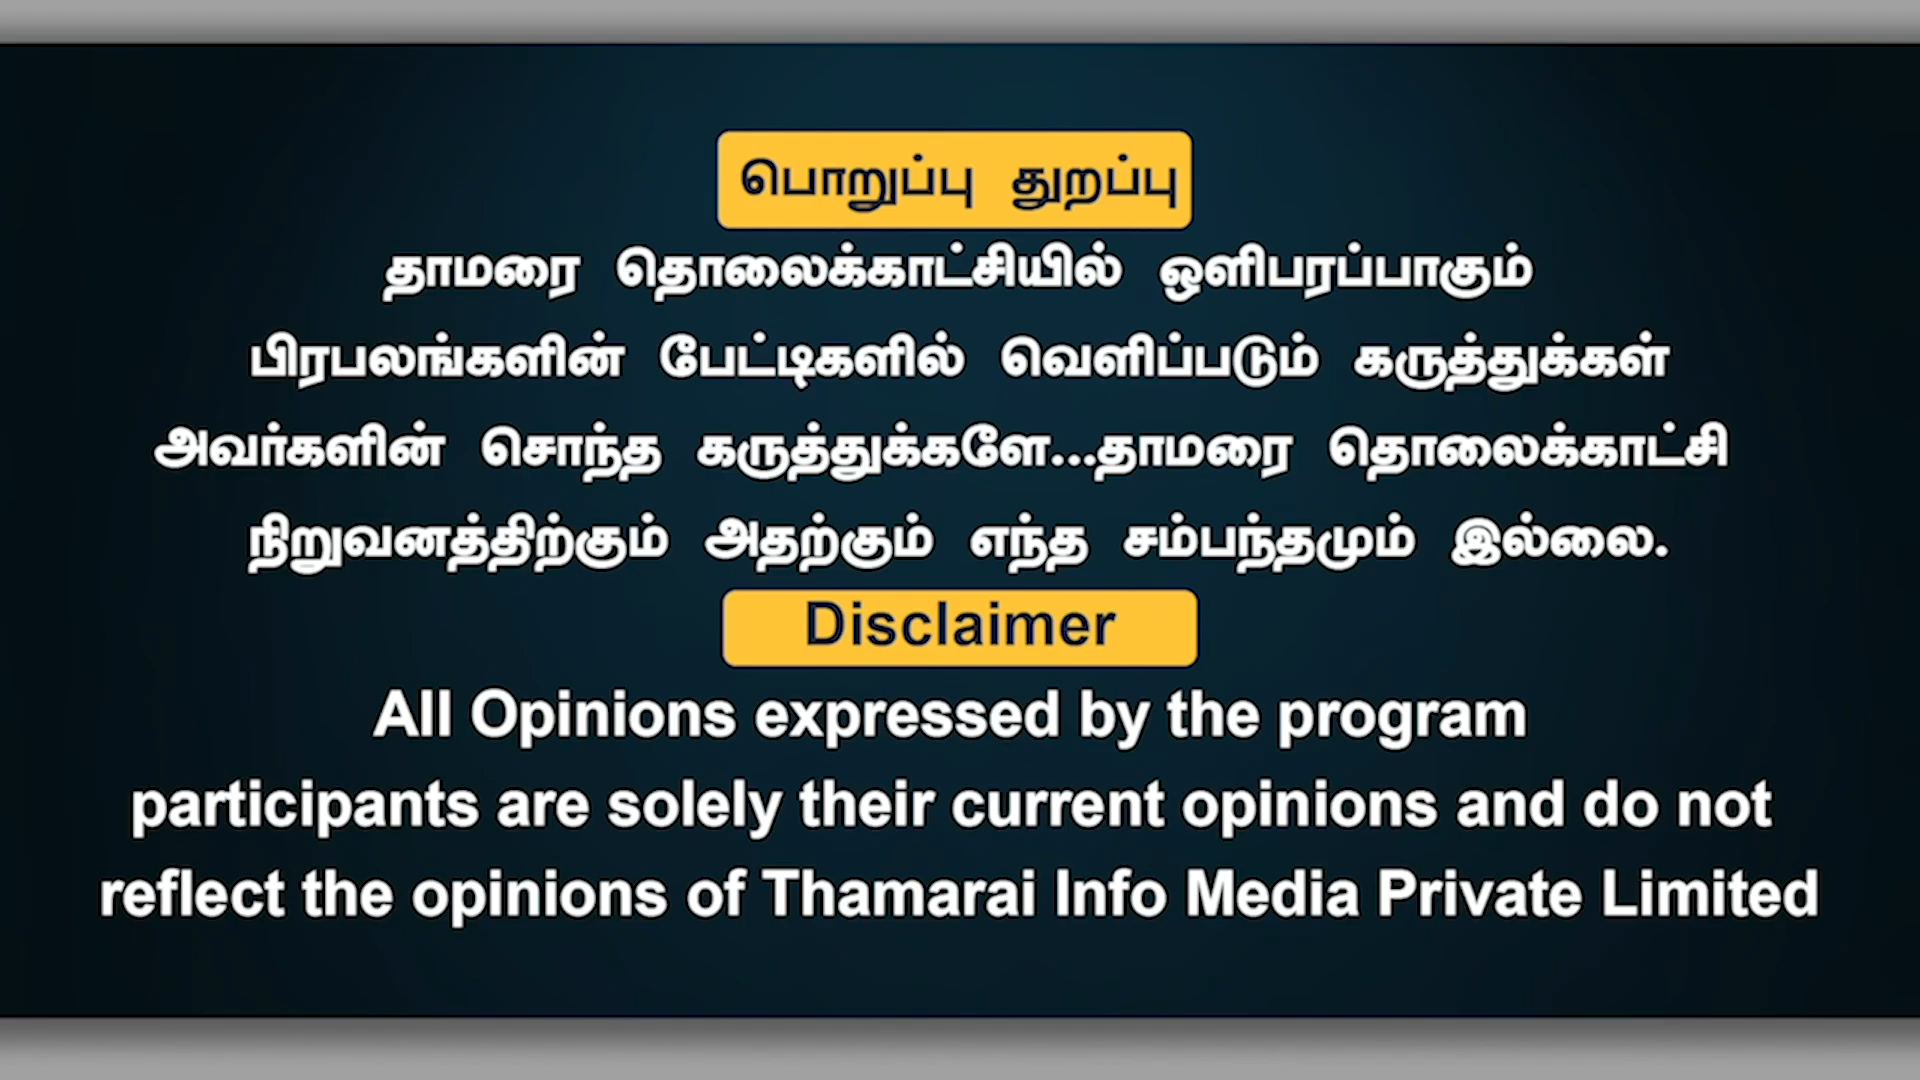 பொறுப்பு துறப்பு
தாமரை தொலைக்காட்சியில் ஒளிபரப்பாகும்
பிரபலங்களின் பேட்டிகளில் வெளிப்படும் கருத்துக்கள்
அவர்களின் சொந்த கருத்துக்களே...தாமரை தொலைக்காட்சி
நிறுவனத்திற்கும் அதற்கும் எந்த சம்பந்தமும் இல்லை.
Disclaimer
All Opinions expressed by the program
participants are solely their current opinions and do not
reflect the opinions of Thamarai Info Media Private Limited